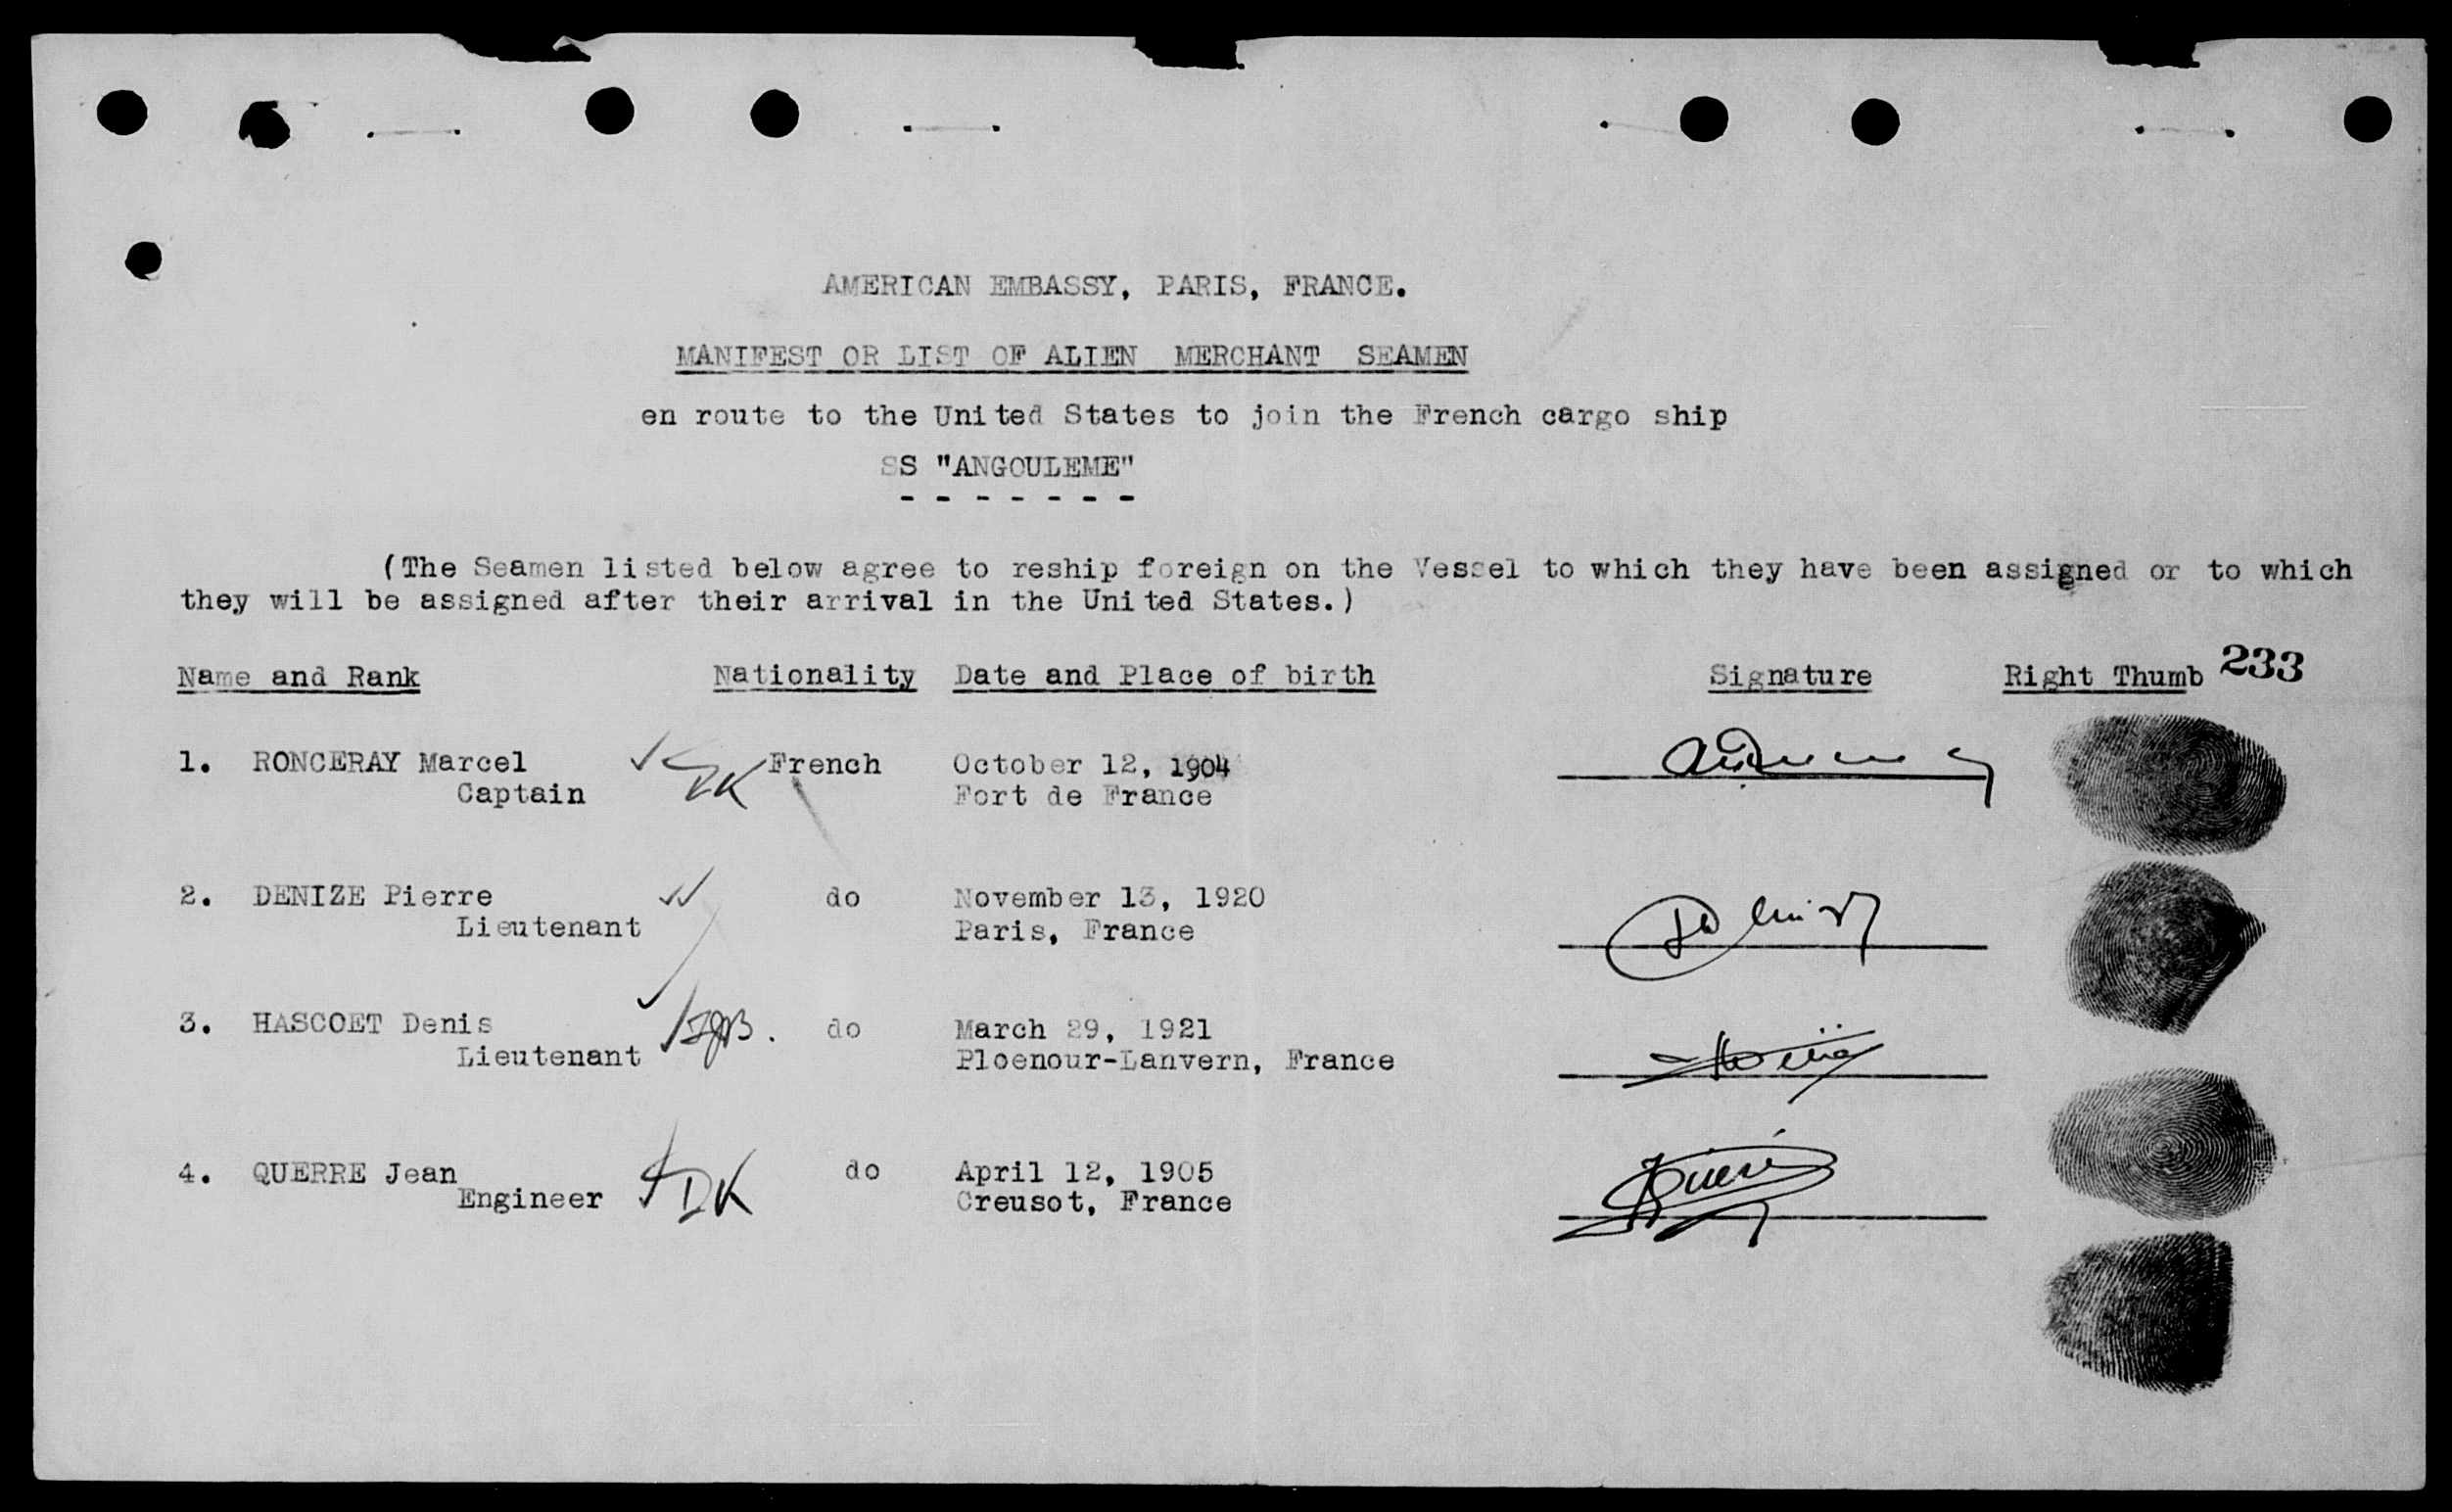 AMERICAN EMBASSY, PARIS, FRANCE.
MANIFEST OR LIST OF ALIEN MERCHANT SEAMEN
en route to the United States to join the French cargo ship
SS "ANGOULEME"
- - - - - - -
(The Seamen listed below agree to reship foreign on the Vessel to which they have been assigned or to which
they will be assigned after their arrival in the United States.)
Name and Rank Nationality Date and Place of birth Signature Right Thumb 233
1. RONCERAY Marcel French October 12, 1904
Captain DK Fort de France
2. DENIZE Pierre do November 13, 1920
Lieutenant Paris, France
3. HASCOET Denis do March 29, 1921
Lieutenant Ploenour-Lanvern, France
4. QUERRE Jean do April 12, 1905
Engineer DK Creusot, France